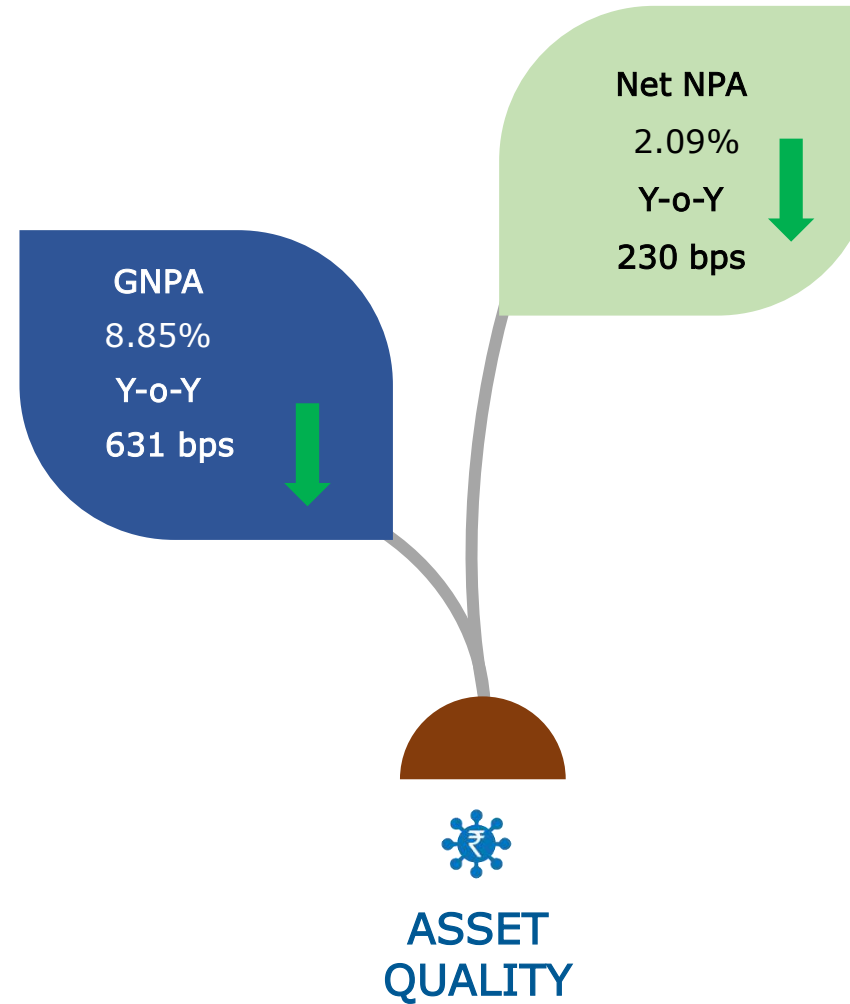 Net NPA
2.09%
Y-o-Y
230 bps
GNPA
8.85%
Y-o-Y
631 bps
₹
ASSET
QUALITY